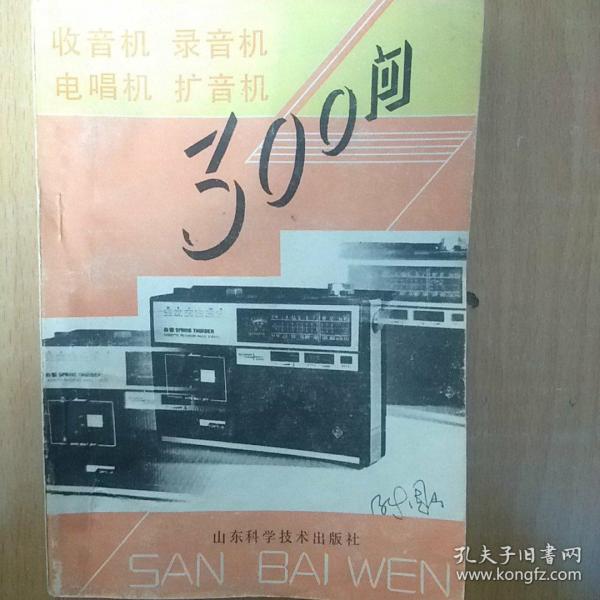 收音机 录音机
电唱机 扩音机
300问
春雷 SPRING THUNDER
山东科学技术出版社
SAN BAI WEN
孔夫子旧书网
www.kongfz.com